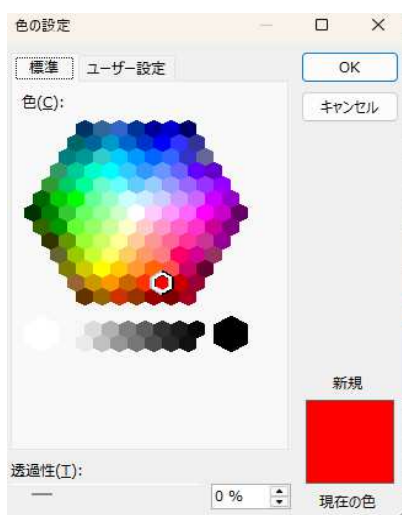 色の設定
標準 ユーザー設定
OK
キャンセル
色(C):
新規
現在の色
透過性(T):
0 %